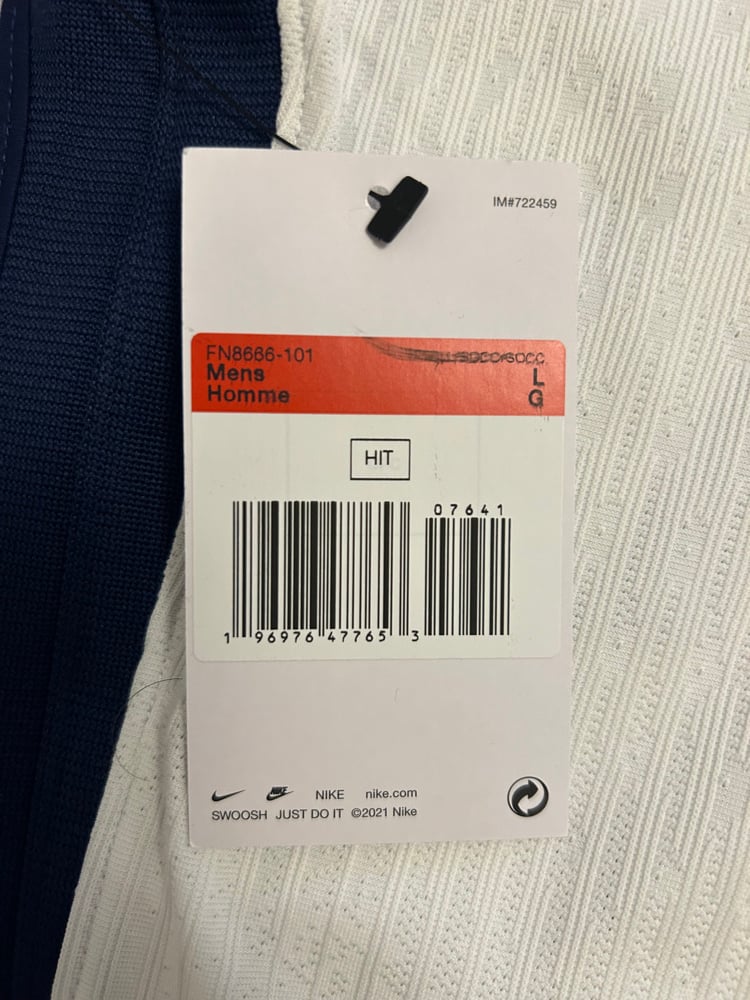 IM#722459
FN8666-101
Mens
Homme
L
G
HIT
07641
1 96976 47765 3
NIKE nike.com
SWOOSH JUST DO IT ©2021 Nike